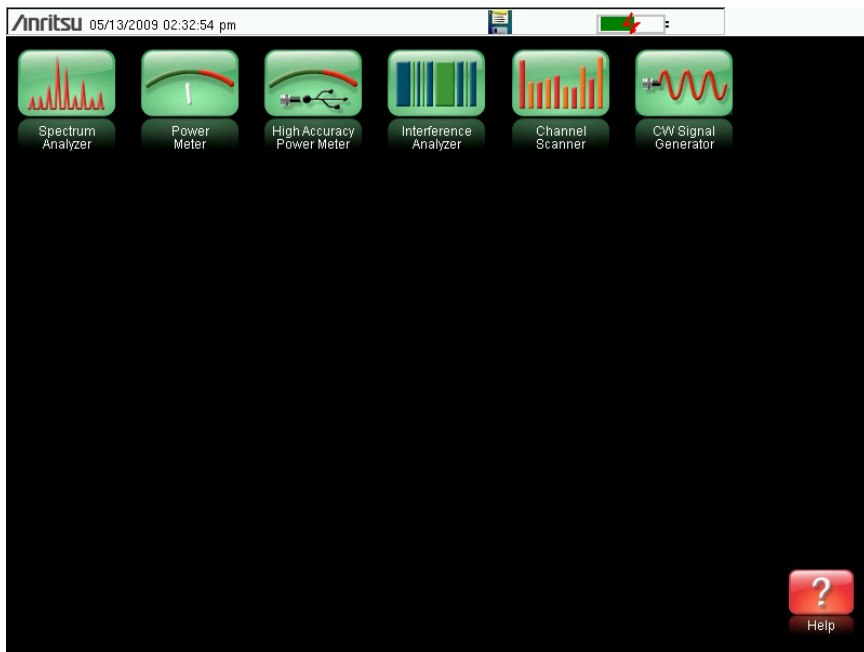 Anritsu 05/13/2009 02:32:54 pm
Spectrum
Analyzer
Power
Meter
High Accuracy
Power Meter
Interference
Analyzer
Channel
Scanner
CW Signal
Generator
?
Help